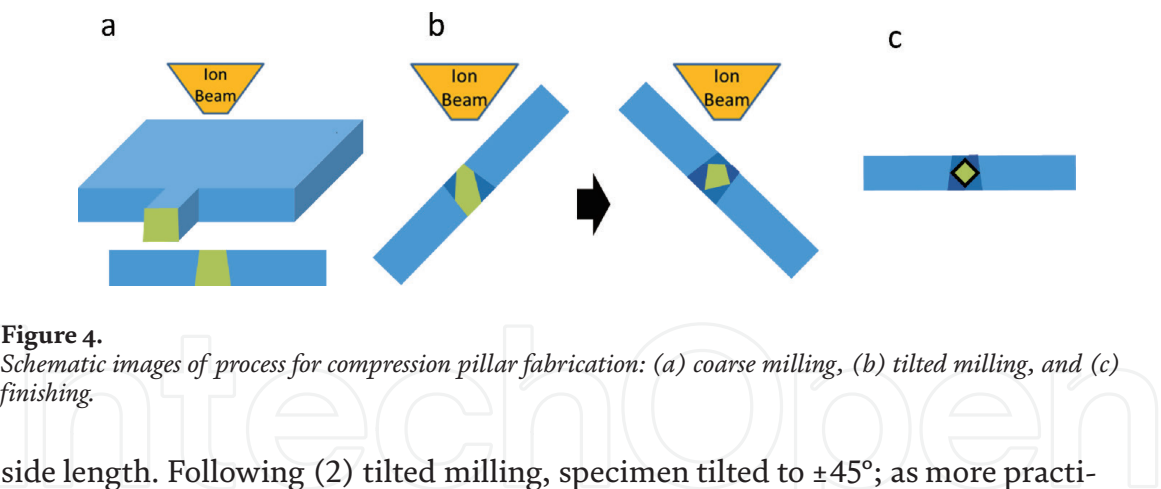 a
b
c
Ion
Beam
Ion
Beam
Ion
Beam
Figure 4.
Schematic images of process for compression pillar fabrication: (a) coarse milling, (b) tilted milling, and (c)
finishing.
IntechOpen
side length. Following (2) tilted milling, specimen tilted to ±45°; as more practi-